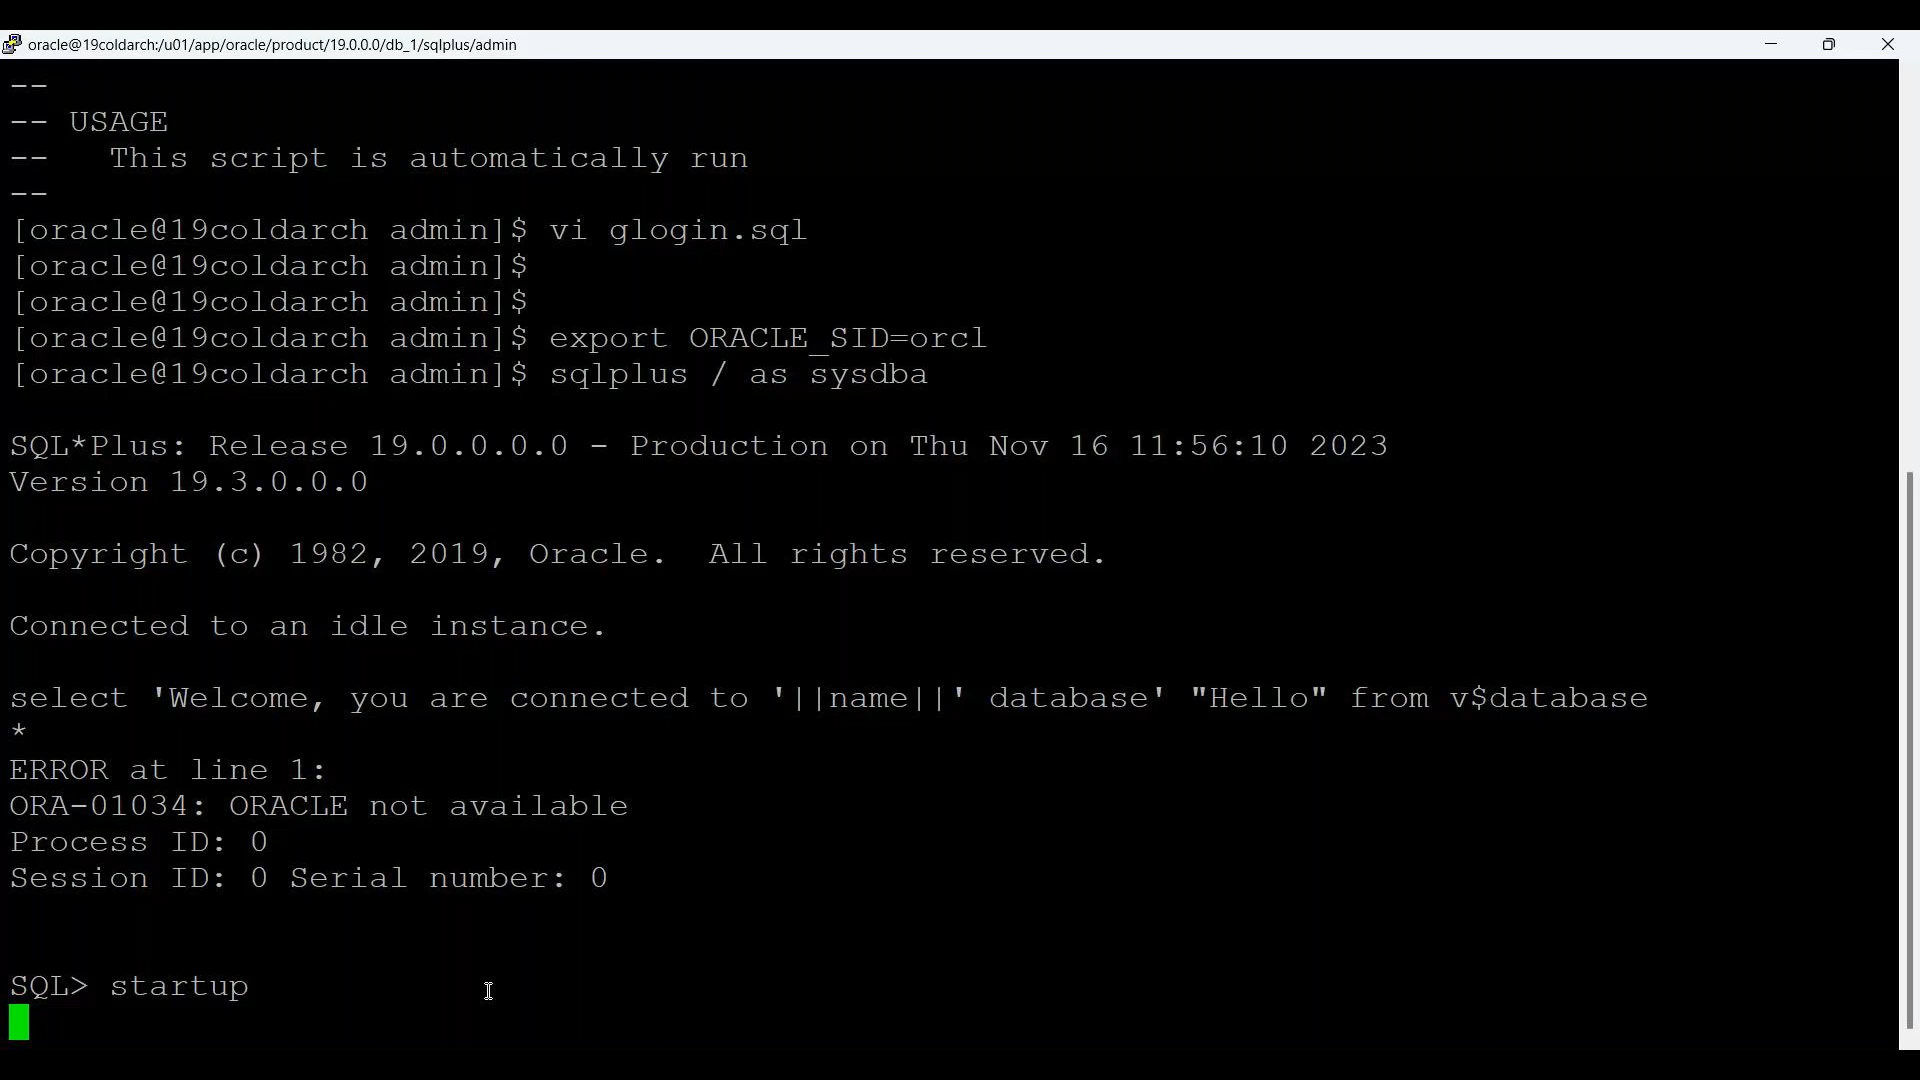 oracle@19coldarch:/u01/app/oracle/product/19.0.0.0/db_1/sqlplus/admin
--
-- USAGE
--   This script is automatically run
--
[oracle@19coldarch admin]$ vi glogin.sql
[oracle@19coldarch admin]$
[oracle@19coldarch admin]$
[oracle@19coldarch admin]$ export ORACLE_SID=orcl
[oracle@19coldarch admin]$ sqlplus / as sysdba
SQL*Plus: Release 19.0.0.0.0 - Production on Thu Nov 16 11:56:10 2023
Version 19.3.0.0.0
Copyright (c) 1982, 2019, Oracle.  All rights reserved.
Connected to an idle instance.
select 'Welcome, you are connected to '||name||' database' "Hello" from v$database
*
ERROR at line 1:
ORA-01034: ORACLE not available
Process ID: 0
Session ID: 0 Serial number: 0
SQL> startup